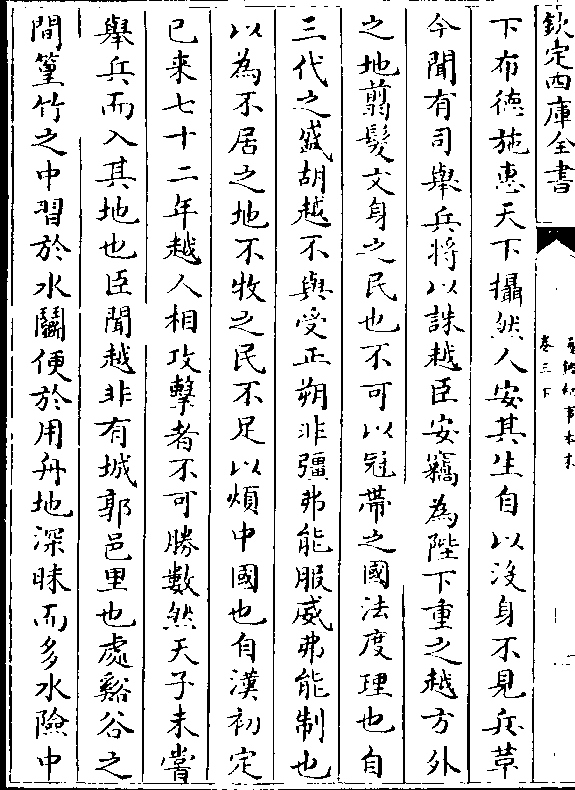 欽定四庫全書
卷三下
下布德施惠天下攝然人安其生自以沒身不見兵革
今聞有司舉兵將以誅越臣安竊為陛下重之越方外
之地翦髮文身之民也不可以冠帶之國法度理也自
三代之盛胡越不與受正朔非彊弗能服威弗能制也
以為不居之地不牧之民不足以煩中國也自漢初定
已来七十二年越人相攻擊者不可勝數然天子未嘗
舉兵而入其地也臣聞越非有城郭邑里也處谿谷之
間篁竹之中習於水鬬便於用舟地深昧而多水險中